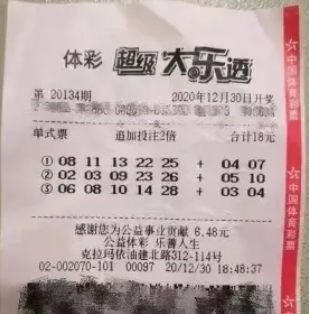 体彩 超级大乐透
第 20134期 2020年12月30日开奖
单式票 追加投注2倍 合计18元
① 08 11 13 22 25 + 04 07
② 02 03 09 23 26 + 05 10
③ 06 08 10 14 28 + 03 04
感谢您为公益事业贡献 6.48元
公益体彩 乐善人生
克拉玛依油建北路312-114号
02-002070-101 00097 20/12/30 18:48:37
☆中国体育彩票
☆中国体育彩票